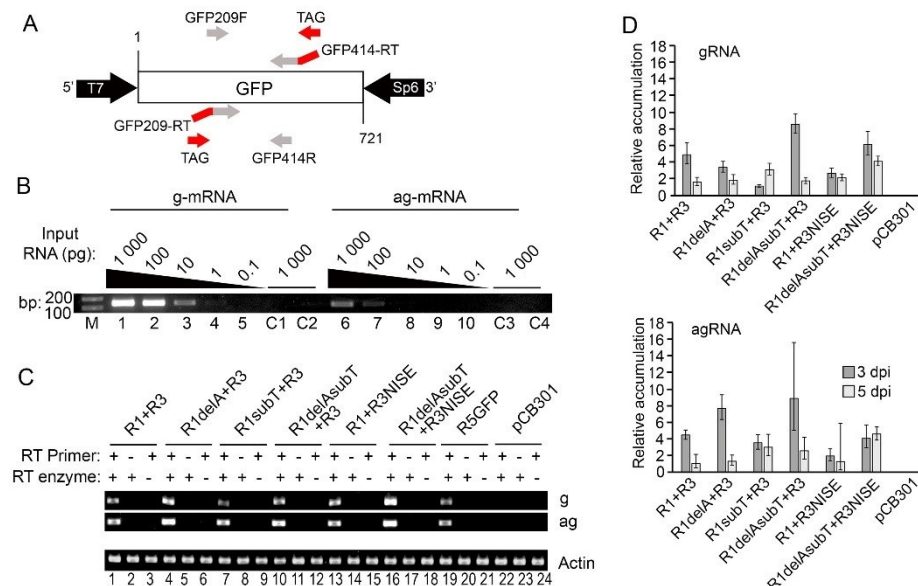 A
GFP209F
TAG
1
GFP414-RT
5'
T7
GFP
Sp6
3'
GFP209-RT
721
TAG
GFP414R
B
g-mRNA
ag-mRNA
Input RNA (pg):
1 000
100
10
1
0.1
1 000
1 000
100
10
1
0.1
1 000
bp:
200
100
M 1 2 3 4 5 C1 C2 6 7 8 9 10 C3 C4
C
R1+R3
R1delA+R3
R1subT+R3
R1delAsubT
+R3
R1+R3NISE
R1delAsubT
+R3NISE
R5GFP
pCB301
RT Primer: + - + + - + + - + + - + + - + + - + + - + + - +
RT enzyme: + + - + + - + + - + + - + + - + + - + + - + + -
g
ag
Actin
1 2 3 4 5 6 7 8 9 10 11 12 13 14 15 16 17 18 19 20 21 22 23 24
D
gRNA
Relative accumulation
18
16
14
12
10
8
6
4
2
0
R1+R3
R1delA+R3
R1subT+R3
R1delAsubT+R3
R1+R3NISE
R1delAsubT+R3NISE
pCB301
agRNA
Relative accumulation
18
16
14
12
10
8
6
4
2
0
3 dpi
5 dpi
R1+R3
R1delA+R3
R1subT+R3
R1delAsubT+R3
R1+R3NISE
R1delAsubT+R3NISE
pCB301